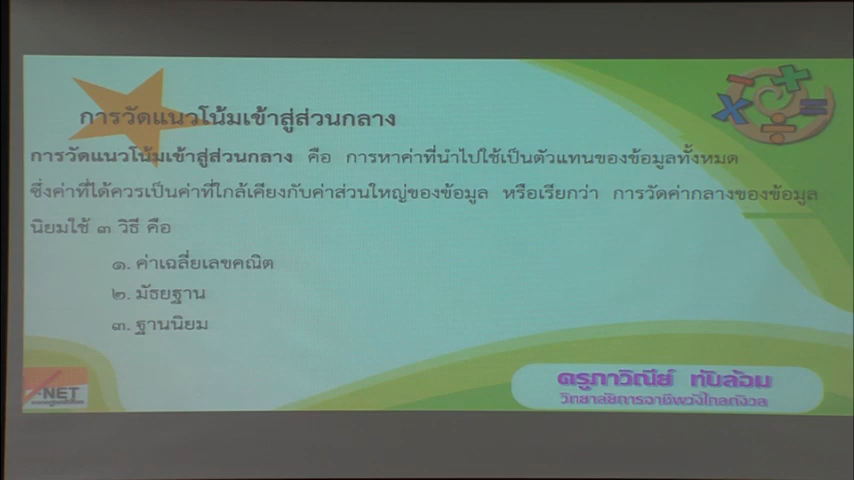 การวัดแนวโน้มเข้าสู่ส่วนกลาง
การวัดแนวโน้มเข้าสู่ส่วนกลาง คือ การหาค่าที่นำไปใช้เป็นตัวแทนของข้อมูลทั้งหมด
ซึ่งค่าที่ได้ควรเป็นค่าที่ใกล้เคียงกับค่าส่วนใหญ่ของข้อมูล หรือเรียกว่า การวัดค่ากลางของข้อมูล
นิยมใช้ ๓ วิธี คือ
๑. ค่าเฉลี่ยเลขคณิต
๒. มัธยฐาน
๓. ฐานนิยม
-NET
ครูภาวิณีย์ ทับล้อม
วิทยาลัยการอาชีพวังไกลกังวล